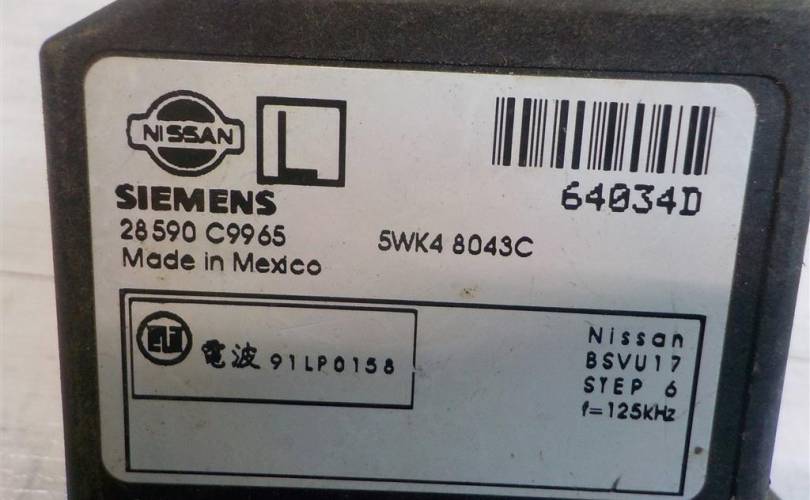 NISSAN
L
64034D
SIEMENS
28590 C9965
5WK4 8043C
Made in Mexico
電波 91LP0158
Nissan
BSVU17
STEP 6
f=125kHz